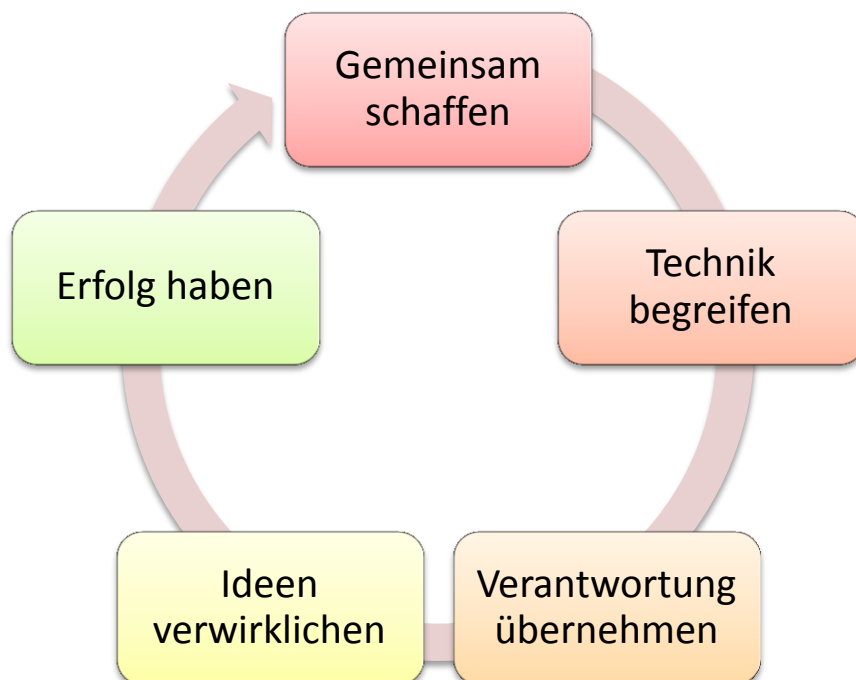 Gemeinsam
schaffen
Technik
begreifen
Verantwortung
übernehmen
Ideen
verwirklichen
Erfolg haben